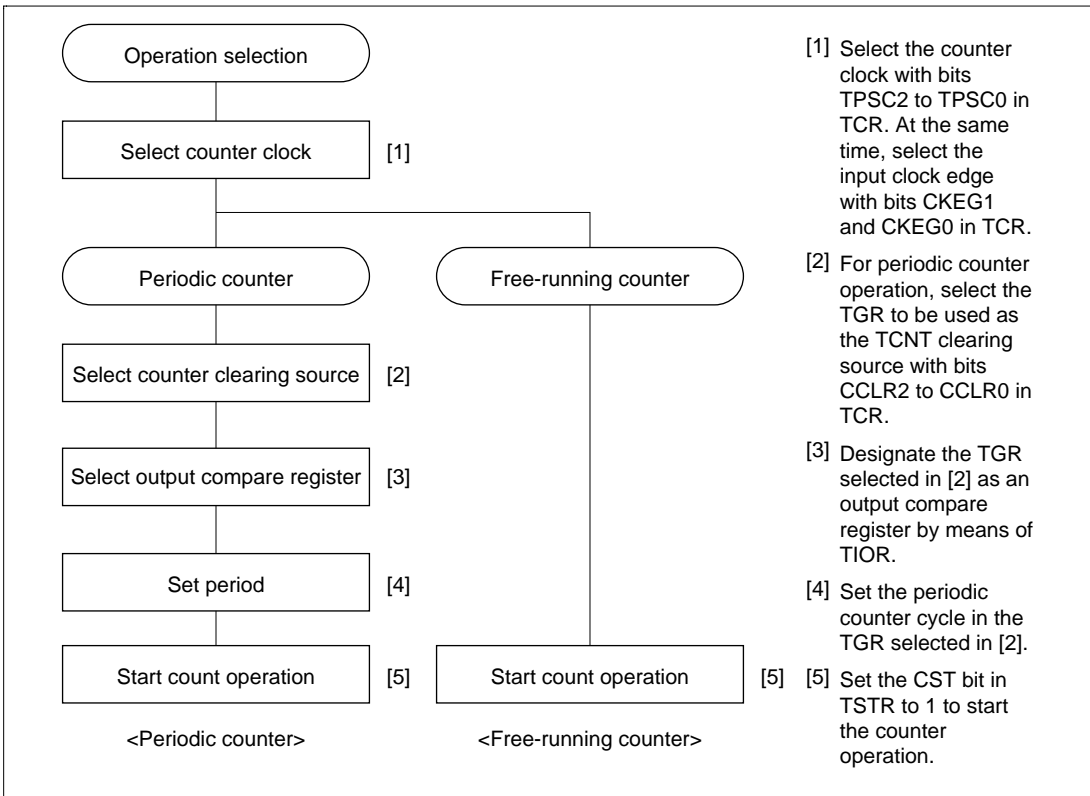 Operation selection
Select counter clock [1]
Periodic counter
Free-running counter
Select counter clearing source [2]
Select output compare register [3]
Set period [4]
Start count operation [5]
Start count operation [5]
<Periodic counter>
<Free-running counter>
[1] Select the counter
clock with bits
TPSC2 to TPSC0 in
TCR. At the same
time, select the
input clock edge
with bits CKEG1
and CKEG0 in TCR.
[2] For periodic counter
operation, select the
TGR to be used as
the TCNT clearing
source with bits
CCLR2 to CCLR0 in
TCR.
[3] Designate the TGR
selected in [2] as an
output compare
register by means of
TIOR.
[4] Set the periodic
counter cycle in the
TGR selected in [2].
[5] Set the CST bit in
TSTR to 1 to start
the counter
operation.